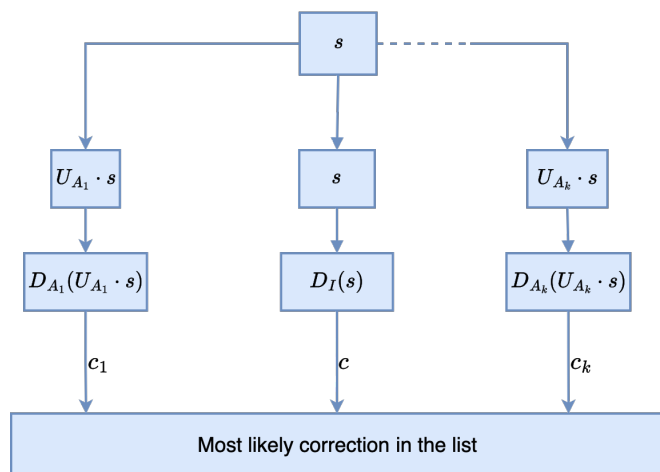 s
U_{A_1} · s
s
U_{A_k} · s
D_{A_1}(U_{A_1} · s)
D_I(s)
D_{A_k}(U_{A_k} · s)
c_1
c
c_k
Most likely correction in the list